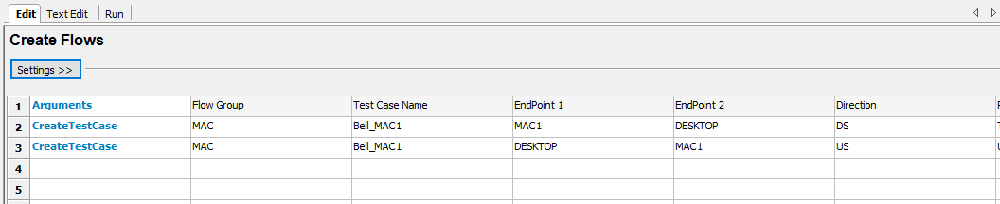 Edit Text Edit Run
Create Flows
Settings >>
1 Arguments Flow Group Test Case Name EndPoint 1 EndPoint 2 Direction
2 CreateTestCase MAC Bell_MAC1 MAC1 DESKTOP DS
3 CreateTestCase MAC Bell_MAC1 DESKTOP MAC1 US
4
5